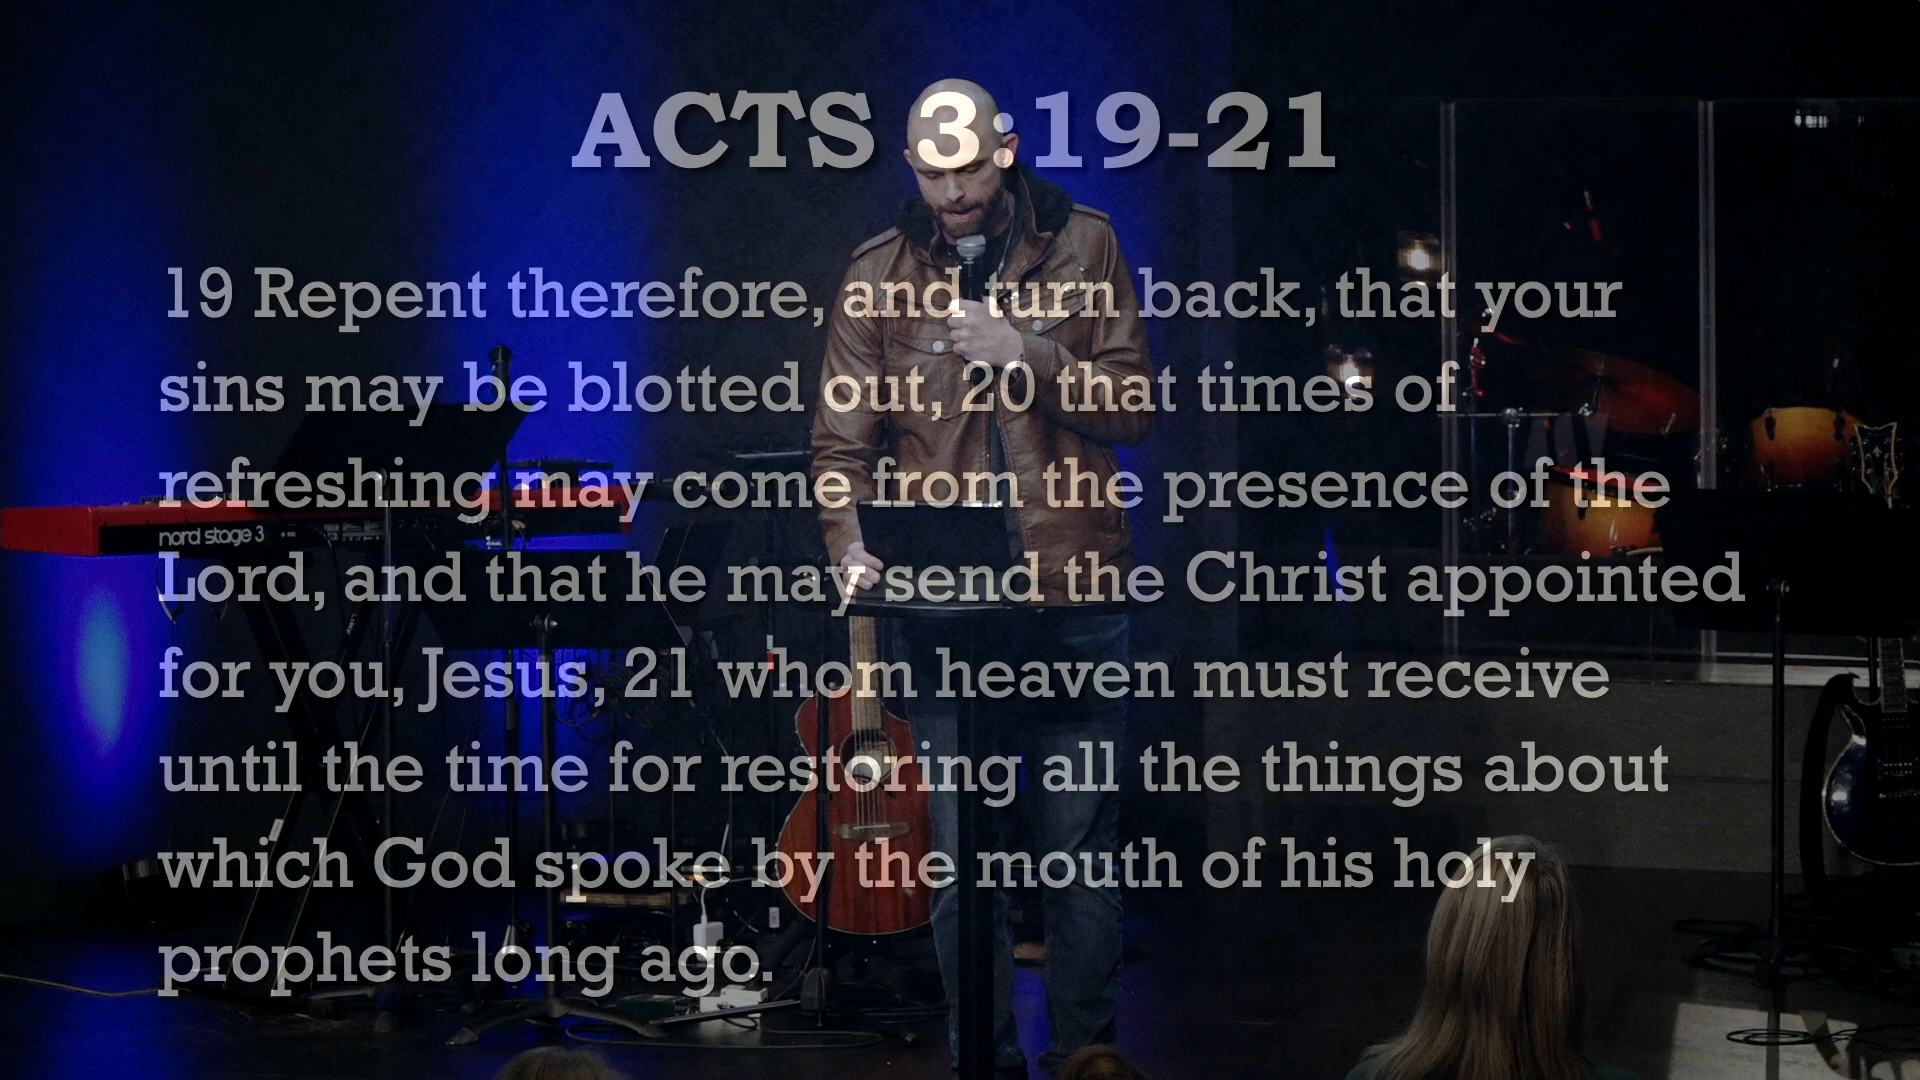 ACTS 3:19-21
19 Repent therefore, and turn back, that your
sins may be blotted out, 20 that times of
refreshing may come from the presence of the
Lord, and that he may send the Christ appointed
for you, Jesus, 21 whom heaven must receive
until the time for restoring all the things about
which God spoke by the mouth of his holy
prophets long ago.
nord stage 3